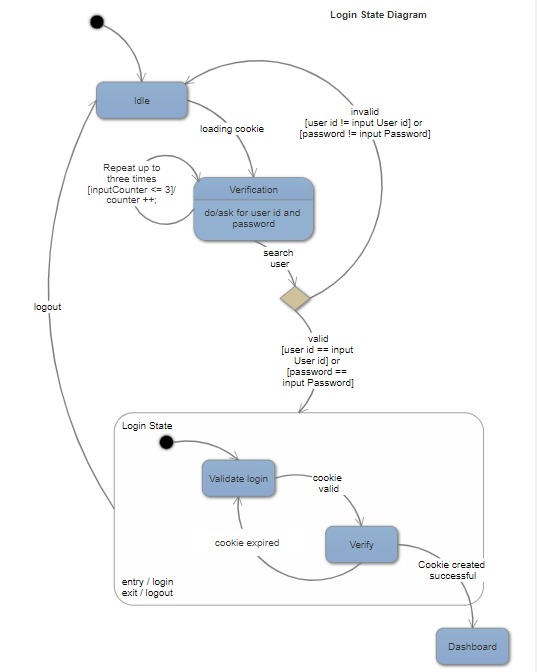 Login State Diagram
Idle
loading cookie
invalid
[user id != input User id] or
[password != input Password]
Repeat up to
three times
[inputCounter <= 3]/
counter ++;
Verification
do/ask for user id and
password
search
user
logout
valid
[user id == input
User id] or
[password ==
input Password]
Login State
Validate login
cookie
valid
cookie expired
Verify
Cookie created
successful
entry / login
exit / logout
Dashboard